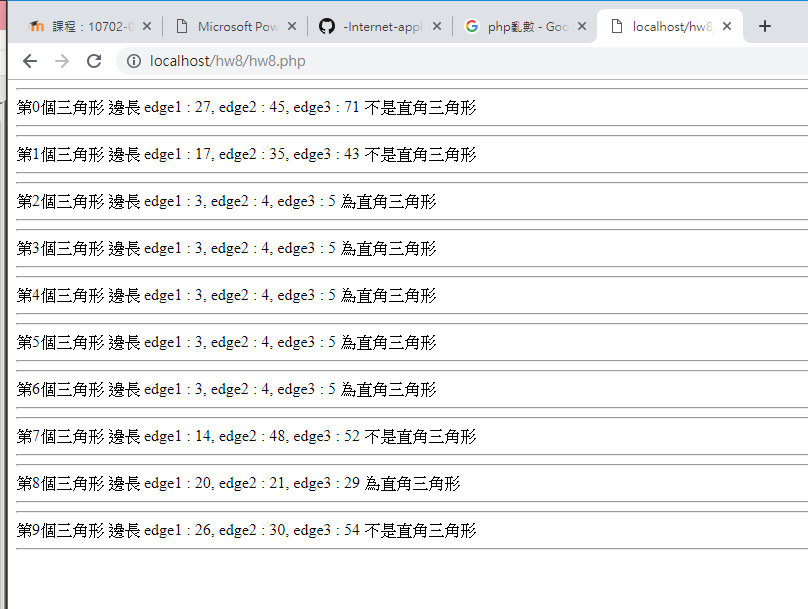 課程：10702-
Microsoft Pow
-Internet-appl
php亂數 - Goo
localhost/hw8
localhost/hw8/hw8.php
第0個三角形 邊長 edge1 : 27, edge2 : 45, edge3 : 71 不是直角三角形
第1個三角形 邊長 edge1 : 17, edge2 : 35, edge3 : 43 不是直角三角形
第2個三角形 邊長 edge1 : 3, edge2 : 4, edge3 : 5 為直角三角形
第3個三角形 邊長 edge1 : 3, edge2 : 4, edge3 : 5 為直角三角形
第4個三角形 邊長 edge1 : 3, edge2 : 4, edge3 : 5 為直角三角形
第5個三角形 邊長 edge1 : 3, edge2 : 4, edge3 : 5 為直角三角形
第6個三角形 邊長 edge1 : 3, edge2 : 4, edge3 : 5 為直角三角形
第7個三角形 邊長 edge1 : 14, edge2 : 48, edge3 : 52 不是直角三角形
第8個三角形 邊長 edge1 : 20, edge2 : 21, edge3 : 29 為直角三角形
第9個三角形 邊長 edge1 : 26, edge2 : 30, edge3 : 54 不是直角三角形